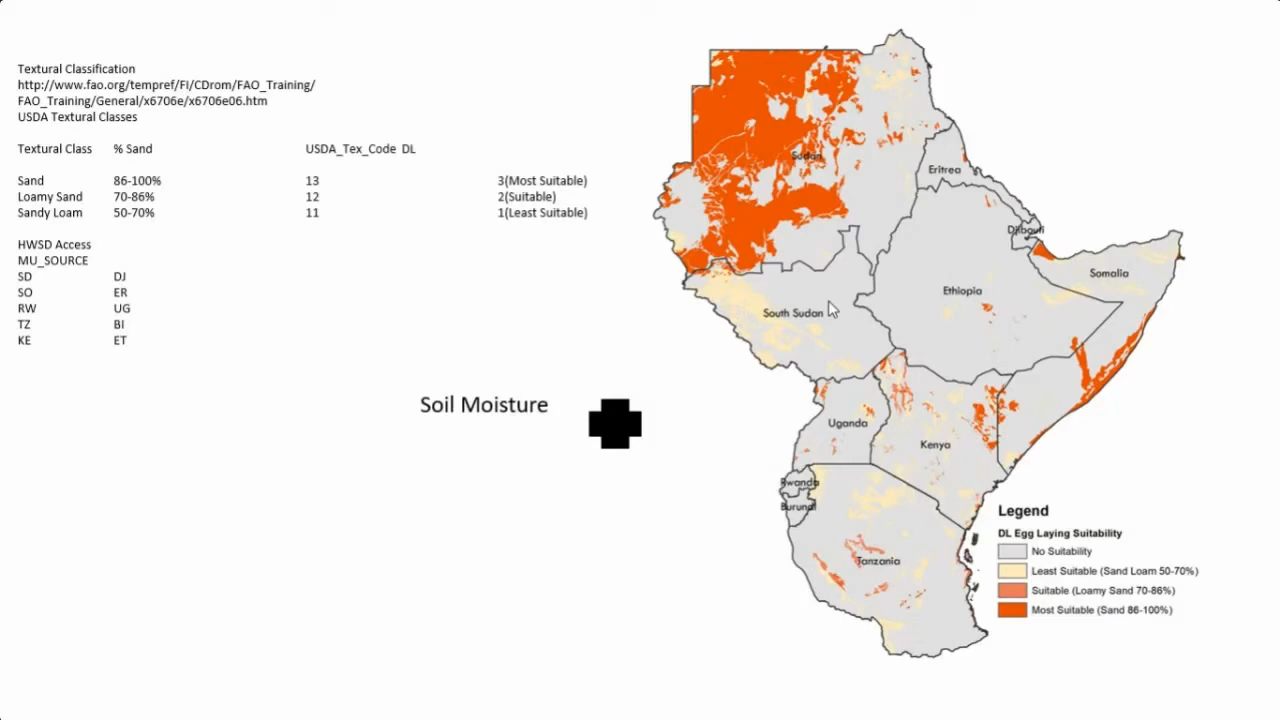 Textural Classification
http://www.fao.org/tempref/FI/CDrom/FAO_Training/
FAO_Training/General/x6706e/x6706e06.htm
USDA Textural Classes
Textural Class % Sand USDA_Tex_Code DL
Sand 86-100% 13 3(Most Suitable)
Loamy Sand 70-86% 12 2(Suitable)
Sandy Loam 50-70% 11 1(Least Suitable)
HWSD Access
MU_SOURCE
SD DJ
SO ER
RW UG
TZ BI
KE ET
Soil Moisture
Sudan
Eritrea
Djibouti
Somalia
Ethiopia
South Sudan
Uganda
Kenya
Rwanda
Burundi
Tanzania
Legend
DL Egg Laying Suitability
No Suitability
Least Suitable (Sand Loam 50-70%)
Suitable (Loamy Sand 70-86%)
Most Suitable (Sand 86-100%)